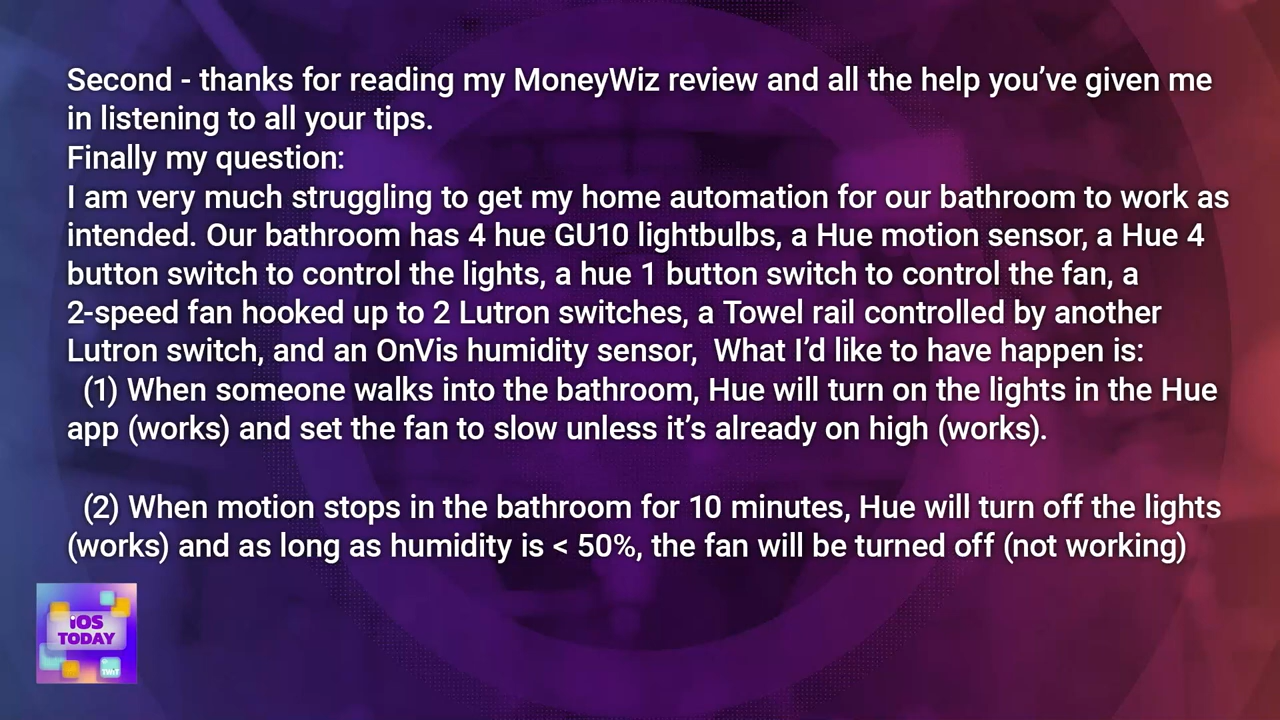 Second - thanks for reading my MoneyWiz review and all the help you’ve given me
in listening to all your tips.
Finally my question:
I am very much struggling to get my home automation for our bathroom to work as
intended. Our bathroom has 4 hue GU10 lightbulbs, a Hue motion sensor, a Hue 4
button switch to control the lights, a hue 1 button switch to control the fan, a
2-speed fan hooked up to 2 Lutron switches, a Towel rail controlled by another
Lutron switch, and an OnVis humidity sensor,  What I’d like to have happen is:
(1) When someone walks into the bathroom, Hue will turn on the lights in the Hue
app (works) and set the fan to slow unless it’s already on high (works).
(2) When motion stops in the bathroom for 10 minutes, Hue will turn off the lights
(works) and as long as humidity is < 50%, the fan will be turned off (not working)
iOS
TODAY
TWiT